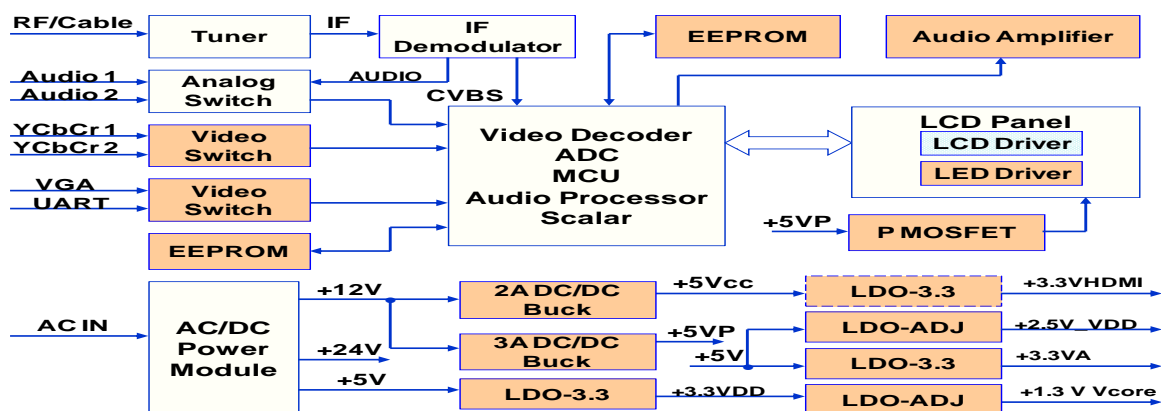 RF/Cable
Tuner
IF
IF
Demodulator
EEPROM
Audio Amplifier
Audio 1
Audio 2
Analog
Switch
AUDIO
CVBS
YCbCr 1
YCbCr 2
Video
Switch
Video Decoder
ADC
MCU
Audio Processor
Scalar
LCD Panel
LCD Driver
LED Driver
VGA
UART
Video
Switch
+5VP
P MOSFET
EEPROM
AC IN
AC/DC
Power
Module
+12V
2A DC/DC
Buck
+5Vcc
LDO-3.3
+3.3VHDMI
+24V
3A DC/DC
Buck
+5VP
+5V
LDO-ADJ
+2.5V_VDD
LDO-3.3
+3.3VA
+5V
LDO-3.3
+3.3VDD
LDO-ADJ
+1.3 V Vcore